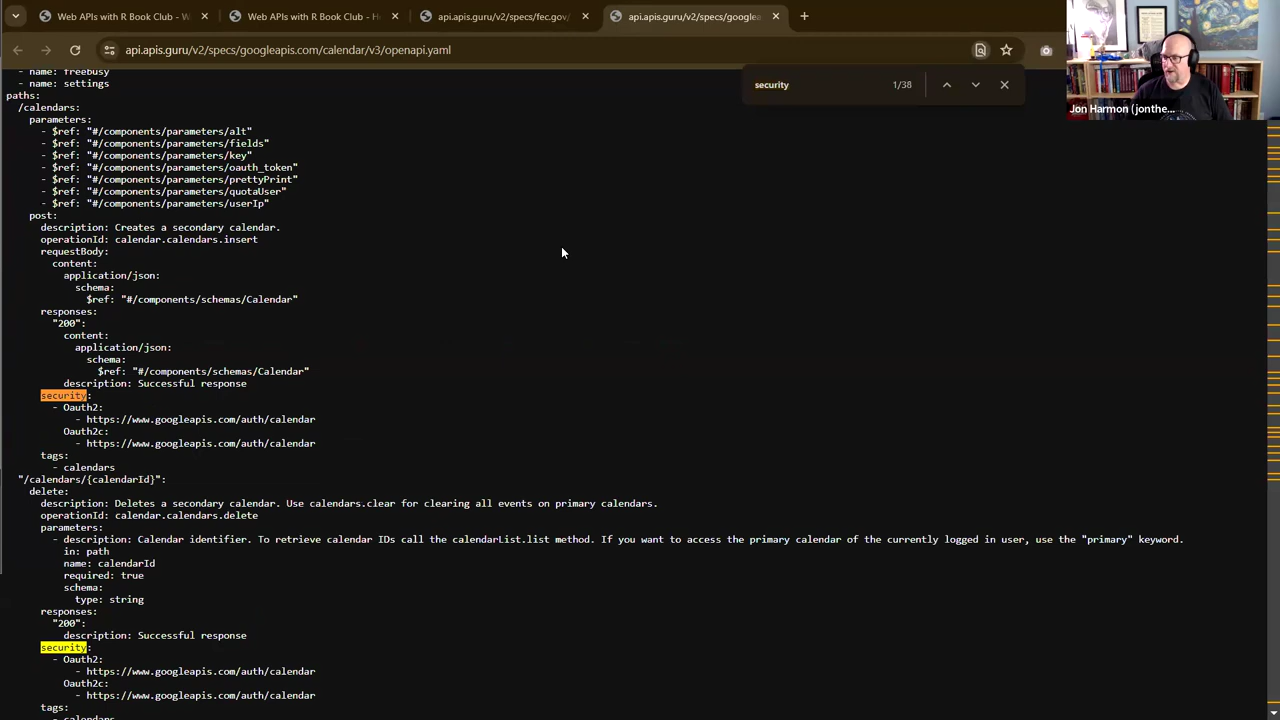 Web APIs with R Book Club - W
Web APIs with R Book Club - H
api.apis.guru/v2/specs/fec.gov/
api.apis.guru/v2/specs/googlea
api.apis.guru/v2/specs/googleapis.com/calendar/v3/openapi.yaml
security
1/38
Jon Harmon (jonthe...
- name: freebusy
- name: settings
paths:
/calendars:
parameters:
- $ref: "#/components/parameters/alt"
- $ref: "#/components/parameters/fields"
- $ref: "#/components/parameters/key"
- $ref: "#/components/parameters/oauth_token"
- $ref: "#/components/parameters/prettyPrint"
- $ref: "#/components/parameters/quotaUser"
- $ref: "#/components/parameters/userIp"
post:
description: Creates a secondary calendar.
operationId: calendar.calendars.insert
requestBody:
content:
application/json:
schema:
$ref: "#/components/schemas/Calendar"
responses:
"200":
content:
application/json:
schema:
$ref: "#/components/schemas/Calendar"
description: Successful response
security:
- Oauth2:
- https://www.googleapis.com/auth/calendar
Oauth2c:
- https://www.googleapis.com/auth/calendar
tags:
- calendars
"/calendars/{calendarId}":
delete:
description: Deletes a secondary calendar. Use calendars.clear for clearing all events on primary calendars.
operationId: calendar.calendars.delete
parameters:
- description: Calendar identifier. To retrieve calendar IDs call the calendarList.list method. If you want to access the primary calendar of the currently logged in user, use the "primary" keyword.
in: path
name: calendarId
required: true
schema:
type: string
responses:
"200":
description: Successful response
security:
- Oauth2:
- https://www.googleapis.com/auth/calendar
Oauth2c:
- https://www.googleapis.com/auth/calendar
tags:
- calendars